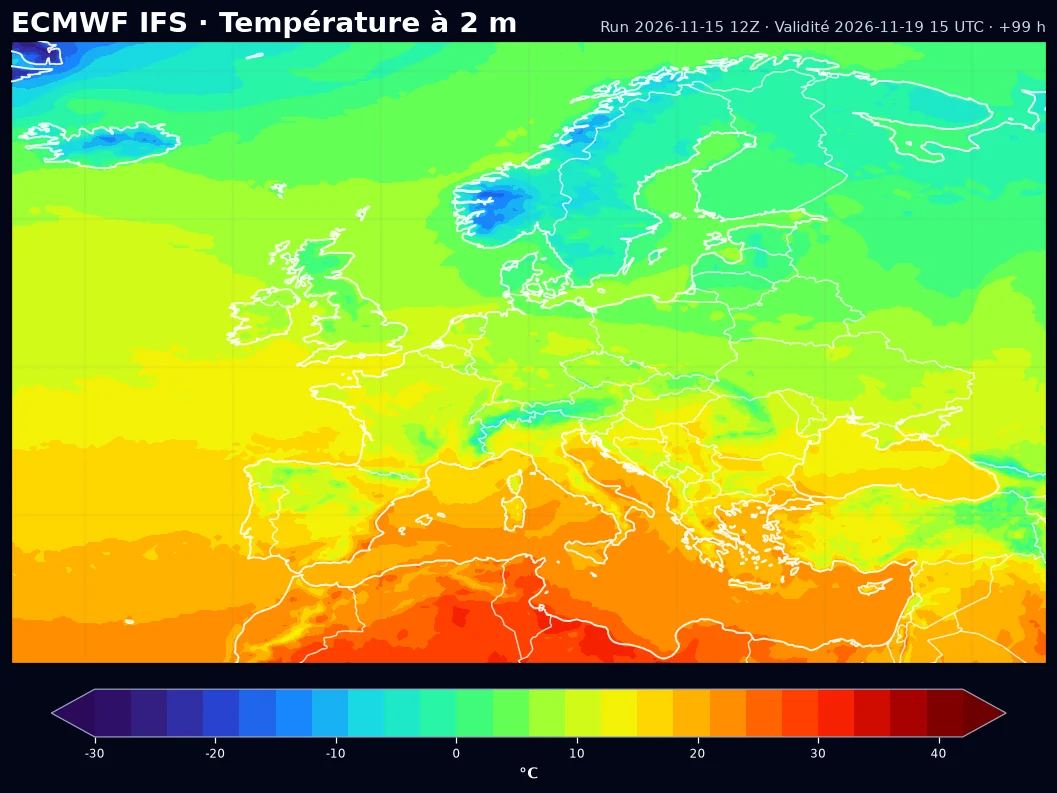 ECMWF IFS · Température à 2 m
Run 2026-11-15 12Z · Validité 2026-11-19 15 UTC · +99 h
-30 -20 -10 0 10 20 30 40
°C